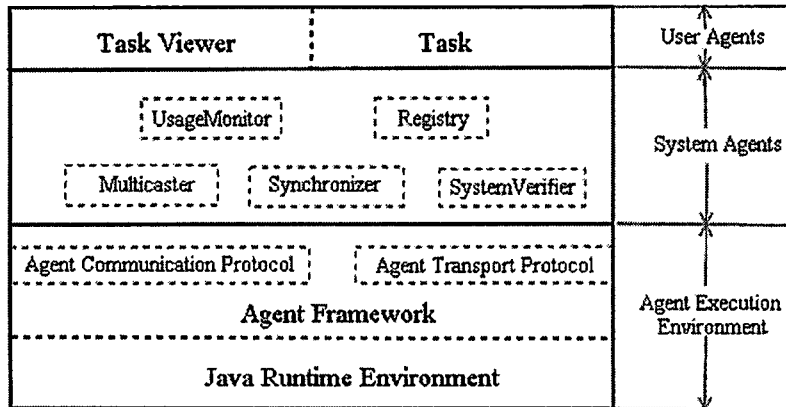 Task Viewer
Task
User Agents
UsageMonitor
Registry
System Agents
Multicaster
Synchronizer
SystemVerifier
Agent Communication Protocol
Agent Transport Protocol
Agent Framework
Agent Execution
Environment
Java Runtime Environment